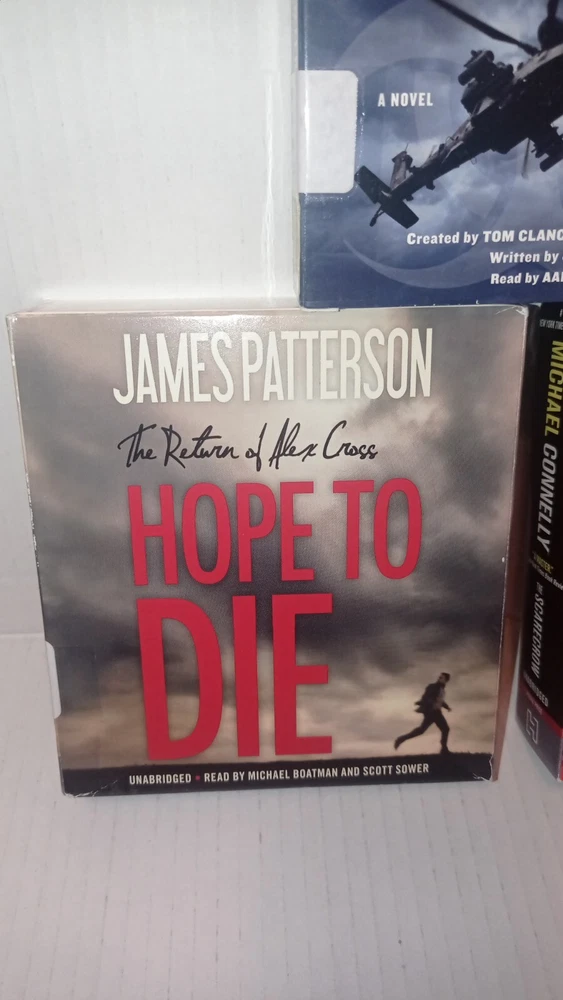 A NOVEL
Created by TOM CLANC
Written by
Read by AA
JAMES PATTERSON
The Return of Alex Cross
HOPE TO
DIE
UNABRIDGED • READ BY MICHAEL BOATMAN AND SCOTT SOWER
MICHAEL CONNELLY
THE SCARECROW